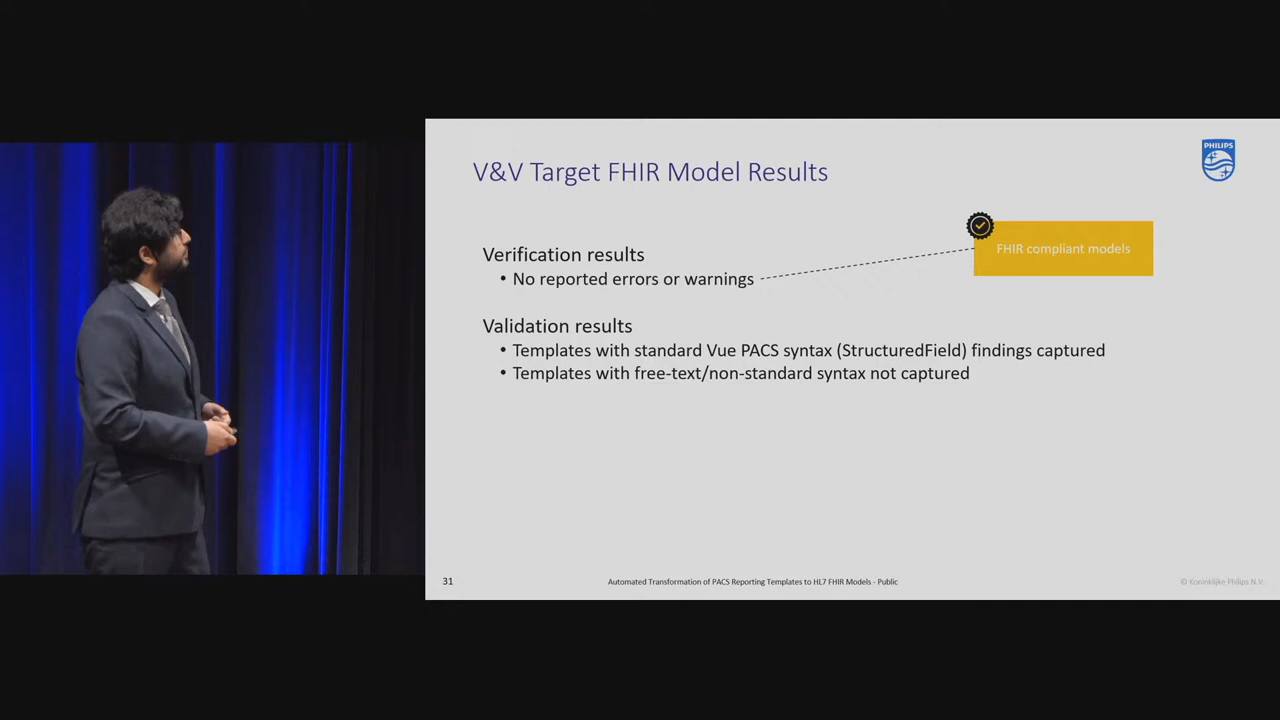 V&V Target FHIR Model Results
PHILIPS
FHIR compliant models
Verification results
• No reported errors or warnings
Validation results
• Templates with standard Vue PACS syntax (StructuredField) findings captured
• Templates with free-text/non-standard syntax not captured
31
Automated Transformation of PACS Reporting Templates to HL7 FHIR Models - Public
© Koninklijke Philips N.V.